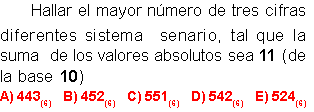 Hallar el mayor número de tres cifras
diferentes sistema senario, tal que la
suma de los valores absolutos sea 11 (de
la base 10)
A) 443(6) B) 452(6) C) 551(6) D) 542(6) E) 524(6)